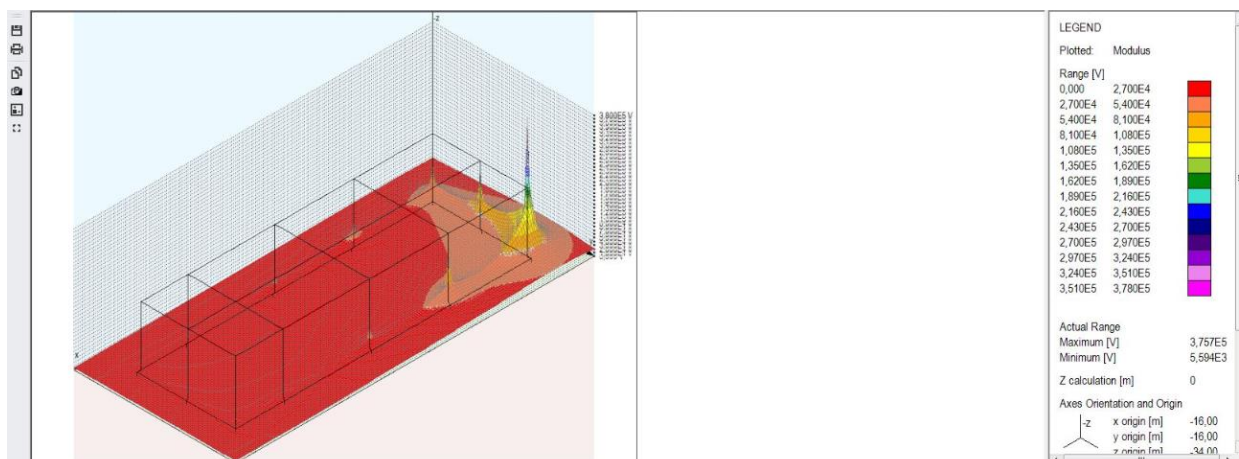 -Z
3,800E5 V
X
LEGEND
Plotted: Modulus
Range [V]
0,000 2,700E4
2,700E4 5,400E4
5,400E4 8,100E4
8,100E4 1,080E5
1,080E5 1,350E5
1,350E5 1,620E5
1,620E5 1,890E5
1,890E5 2,160E5
2,160E5 2,430E5
2,430E5 2,700E5
2,700E5 2,970E5
2,970E5 3,240E5
3,240E5 3,510E5
3,510E5 3,780E5
Actual Range
Maximum [V] 3,757E5
Minimum [V] 5,594E3
Z calculation [m] 0
Axes Orientation and Origin
-Z x origin [m] -16,00
y origin [m] -16,00
z origin [m] -34,00